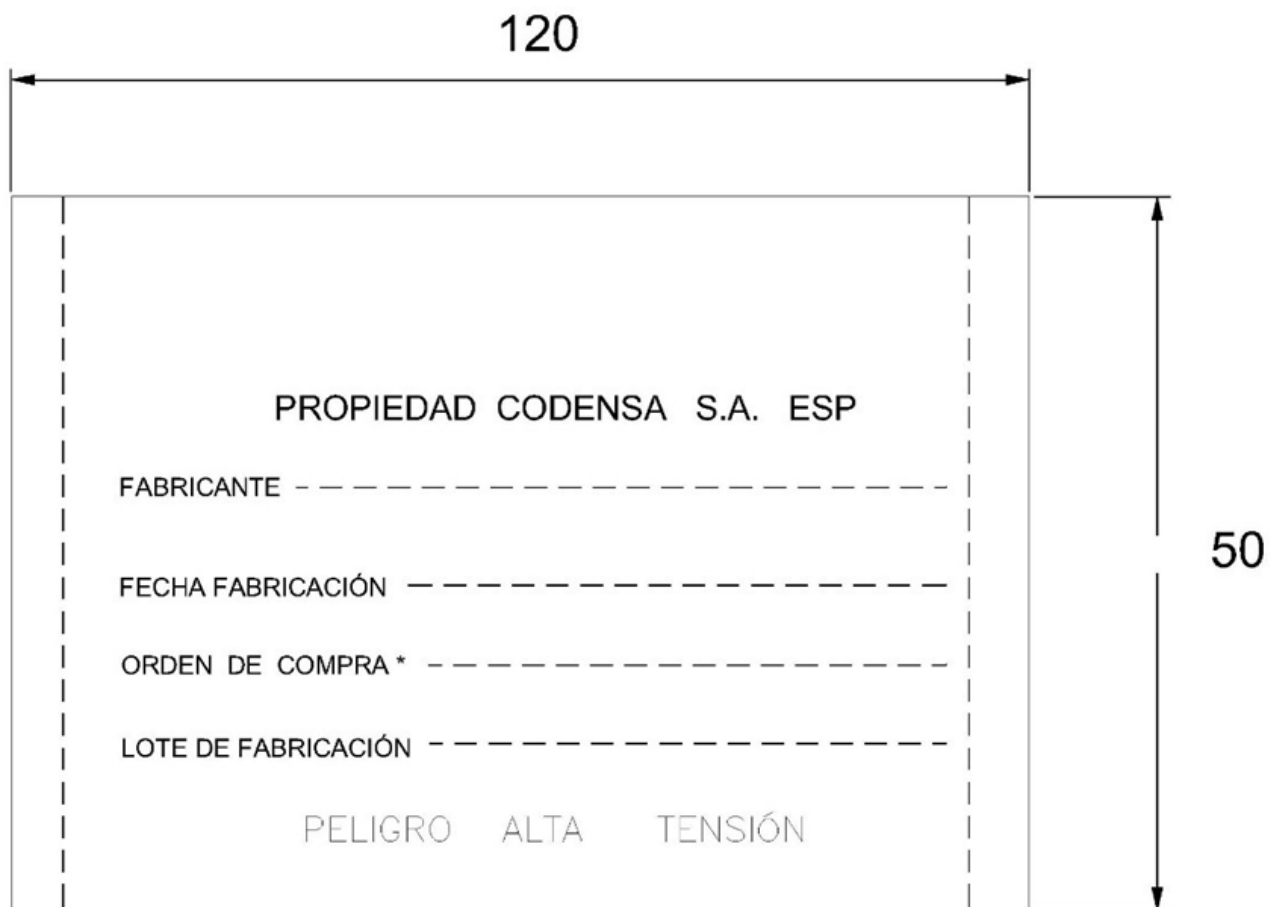 120
PROPIEDAD CODENSA S.A. ESP
FABRICANTE
FECHA FABRICACIÓN
50
ORDEN DE COMPRA *
LOTE DE FABRICACIÓN
PELIGRO ALTA TENSIÓN